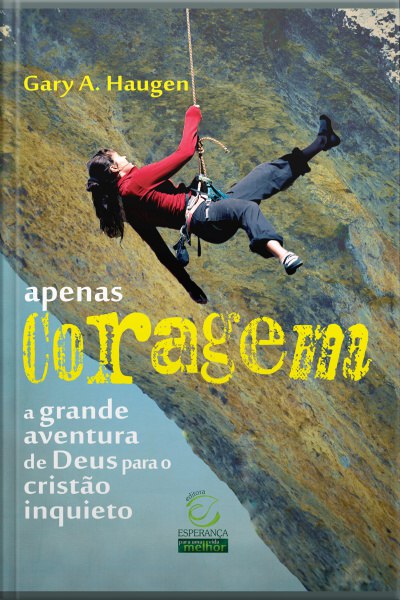 Gary A. Haugen
apenas
coragem
a grande
aventura
de Deus para o
cristão
inquieto
editora
ESPERANÇA
para uma vida
melhor